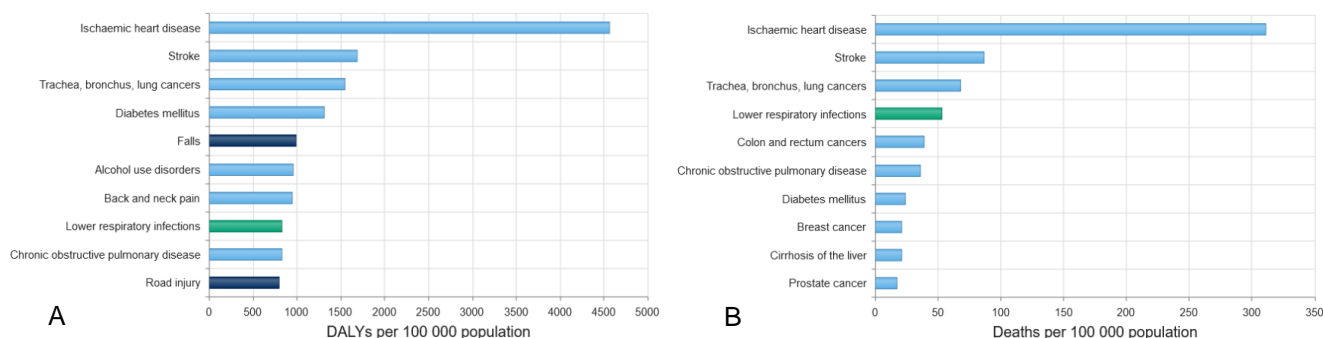 Ischaemic heart disease
Stroke
Trachea, bronchus, lung cancers
Diabetes mellitus
Falls
Alcohol use disorders
Back and neck pain
Lower respiratory infections
Chronic obstructive pulmonary disease
Road injury
0 500 1000 1500 2000 2500 3000 3500 4000 4500 5000
A
DALYs per 100 000 population
Ischaemic heart disease
Stroke
Trachea, bronchus, lung cancers
Lower respiratory infections
Colon and rectum cancers
Chronic obstructive pulmonary disease
Diabetes mellitus
Breast cancer
Cirrhosis of the liver
Prostate cancer
0 50 100 150 200 250 300 350
B
Deaths per 100 000 population